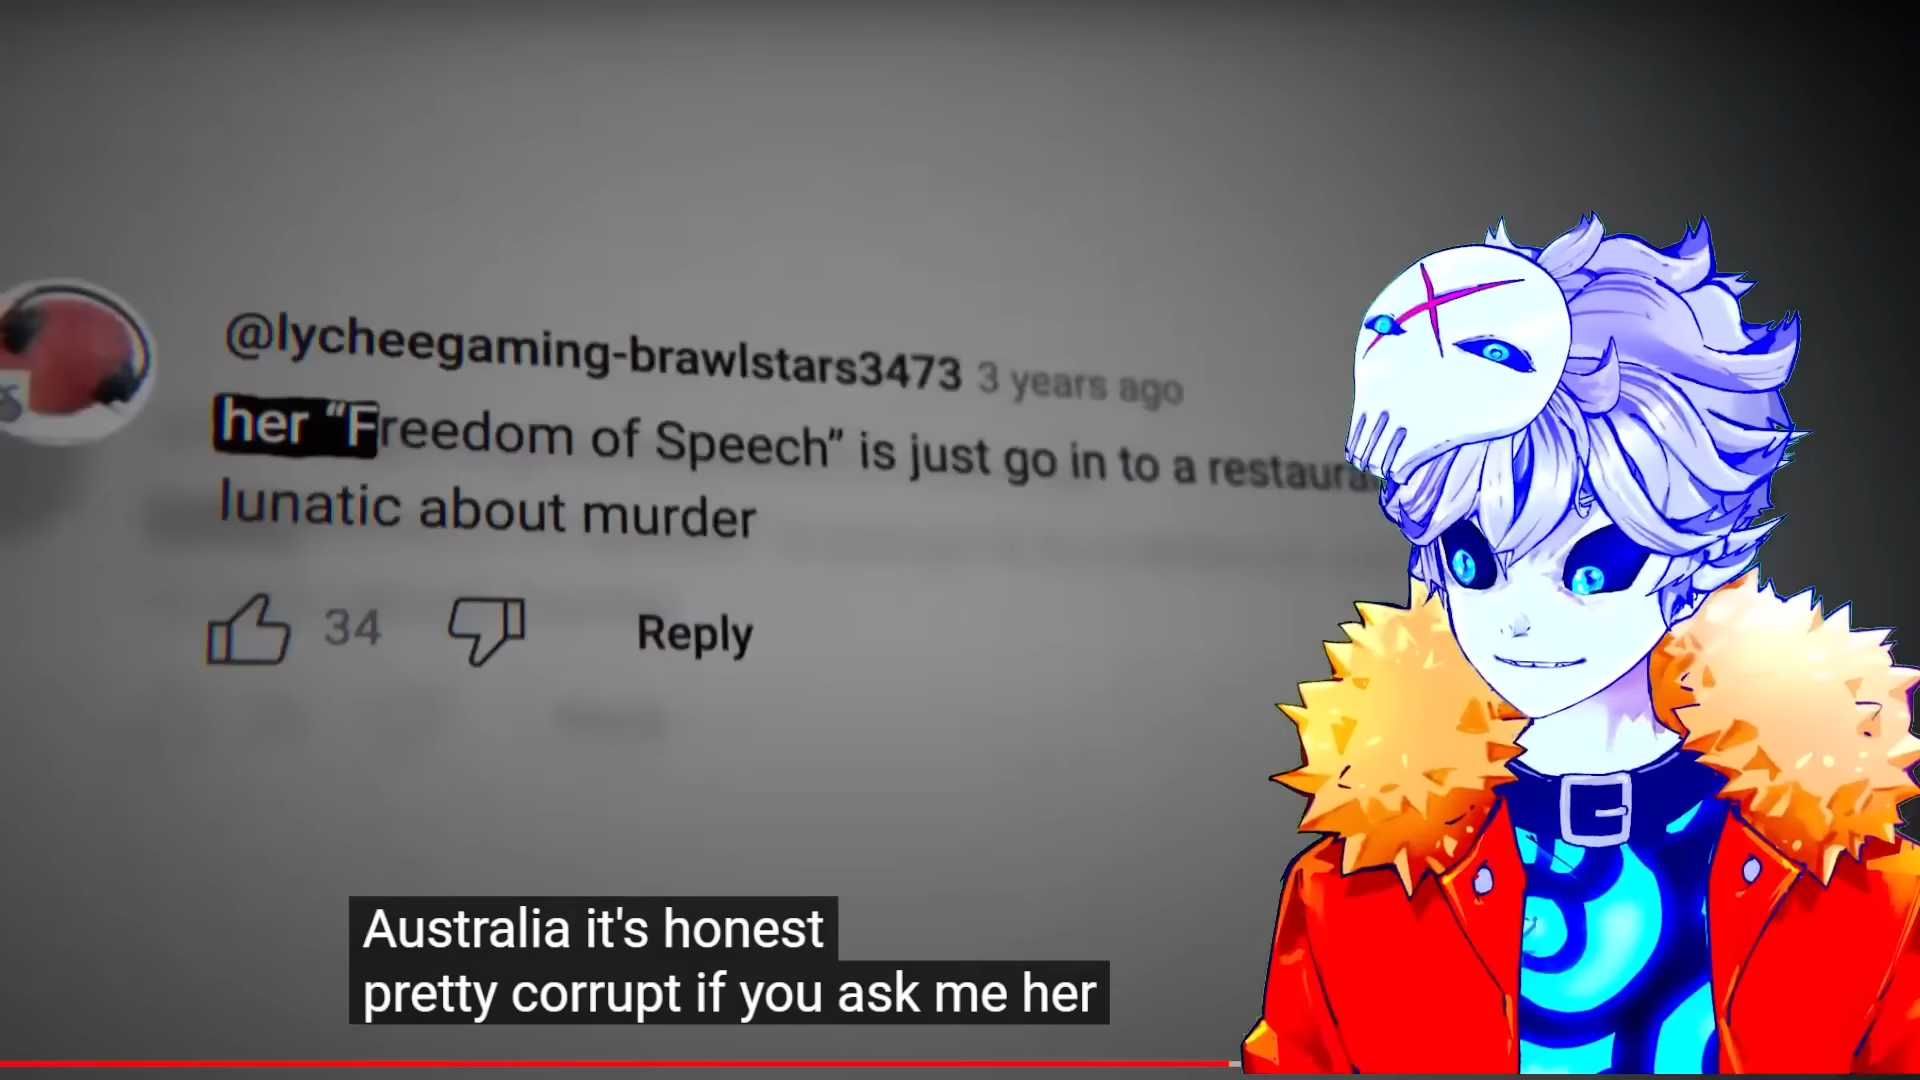 @lycheegaming-brawlstars3473 3 years ago
her “Freedom of Speech” is just go in to a
lunatic about murder
34
Reply
Australia it's honest
pretty corrupt if you ask me her